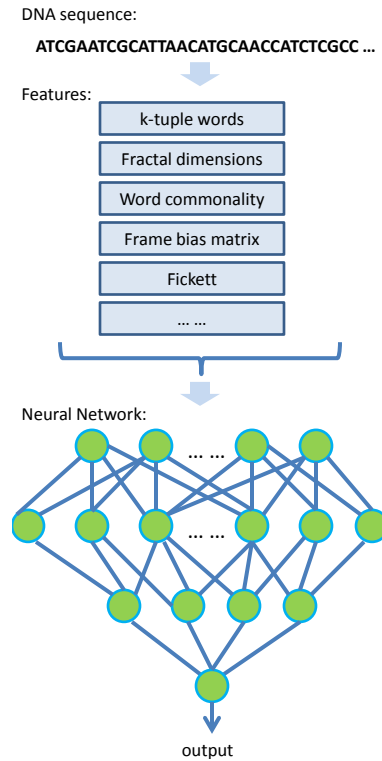 DNA sequence:
ATCGAATCGCATTAACATGCAACCATCTCGCC ...
Features:
k-tuple words
Fractal dimensions
Word commonality
Frame bias matrix
Fickett
... ...
Neural Network:
... ...
... ...
output